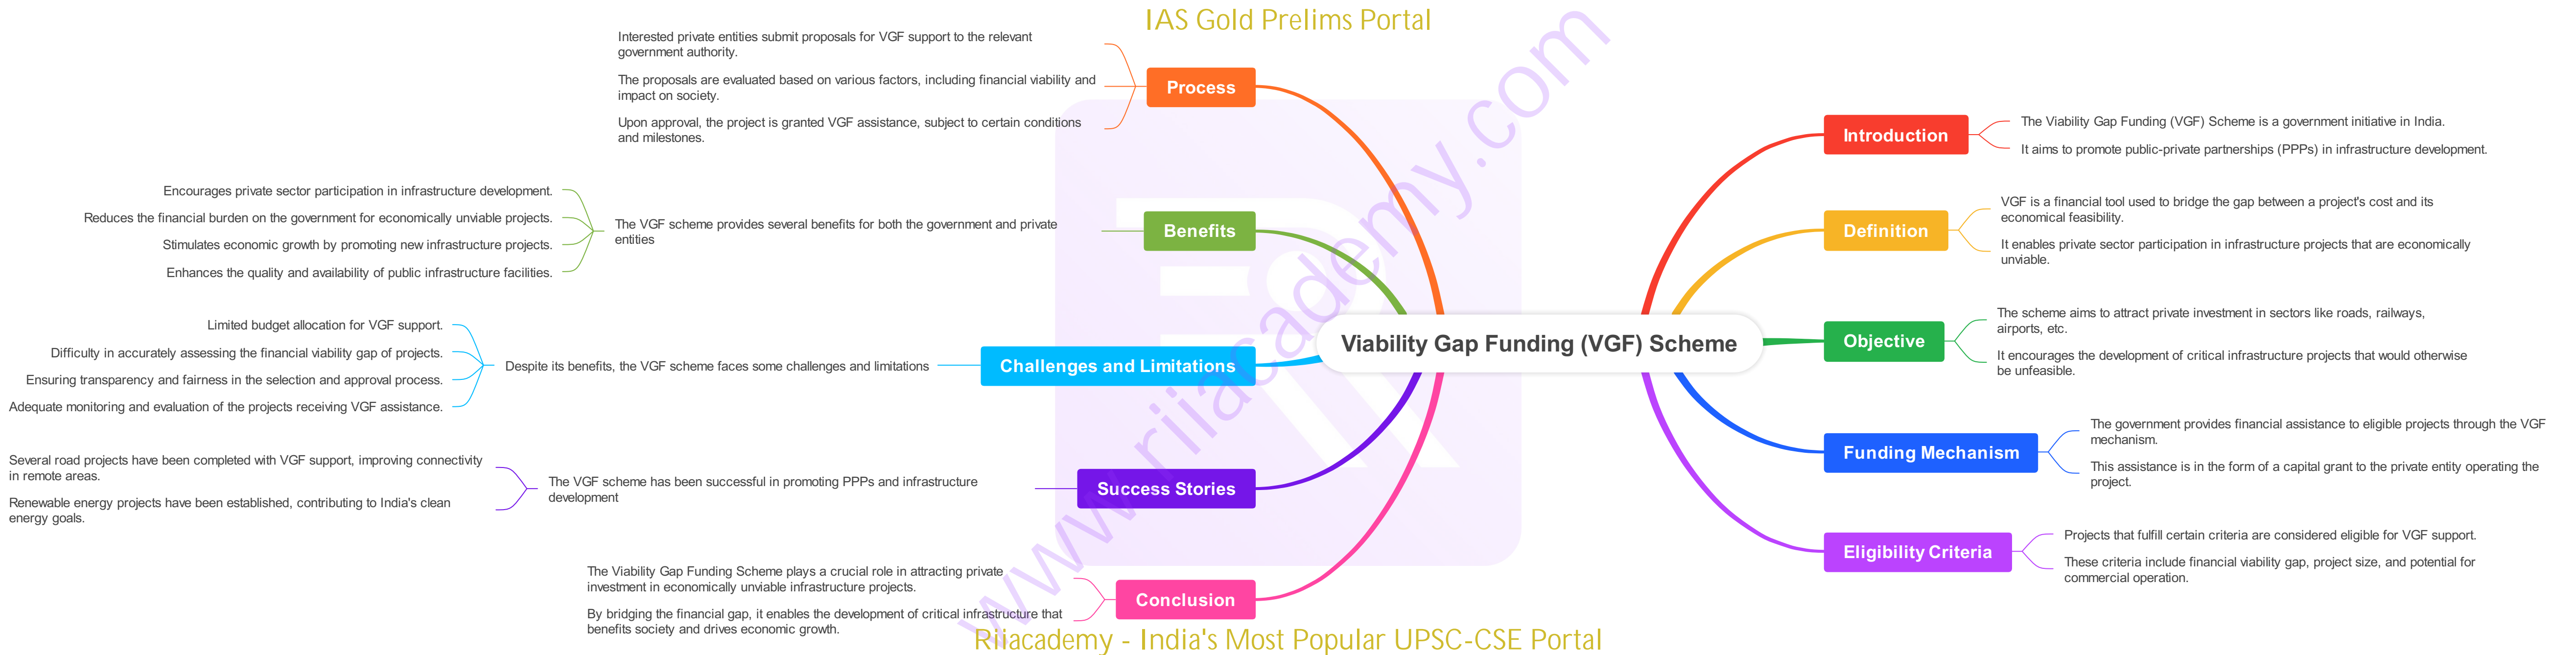 IAS Gold Prelims Portal
Viability Gap Funding (VGF) Scheme
Introduction
The Viability Gap Funding (VGF) Scheme is a government initiative in India.
It aims to promote public-private partnerships (PPPs) in infrastructure development.
Definition
VGF is a financial tool used to bridge the gap between a project's cost and its
economical feasibility.
It enables private sector participation in infrastructure projects that are economically
unviable.
Objective
The scheme aims to attract private investment in sectors like roads, railways,
airports, etc.
It encourages the development of critical infrastructure projects that would otherwise
be unfeasible.
Funding Mechanism
The government provides financial assistance to eligible projects through the VGF
mechanism.
This assistance is in the form of a capital grant to the private entity operating the
project.
Eligibility Criteria
Projects that fulfill certain criteria are considered eligible for VGF support.
These criteria include financial viability gap, project size, and potential for
commercial operation.
Process
Interested private entities submit proposals for VGF support to the relevant
government authority.
The proposals are evaluated based on various factors, including financial viability and
impact on society.
Upon approval, the project is granted VGF assistance, subject to certain conditions
and milestones.
Benefits
The VGF scheme provides several benefits for both the government and private
entities
Encourages private sector participation in infrastructure development.
Reduces the financial burden on the government for economically unviable projects.
Stimulates economic growth by promoting new infrastructure projects.
Enhances the quality and availability of public infrastructure facilities.
Challenges and Limitations
Despite its benefits, the VGF scheme faces some challenges and limitations
Limited budget allocation for VGF support.
Difficulty in accurately assessing the financial viability gap of projects.
Ensuring transparency and fairness in the selection and approval process.
Adequate monitoring and evaluation of the projects receiving VGF assistance.
Success Stories
The VGF scheme has been successful in promoting PPPs and infrastructure
development
Several road projects have been completed with VGF support, improving connectivity
in remote areas.
Renewable energy projects have been established, contributing to India's clean
energy goals.
Conclusion
The Viability Gap Funding Scheme plays a crucial role in attracting private
investment in economically unviable infrastructure projects.
By bridging the financial gap, it enables the development of critical infrastructure that
benefits society and drives economic growth.
www.riiacademy.com
Riiacademy - India's Most Popular UPSC-CSE Portal